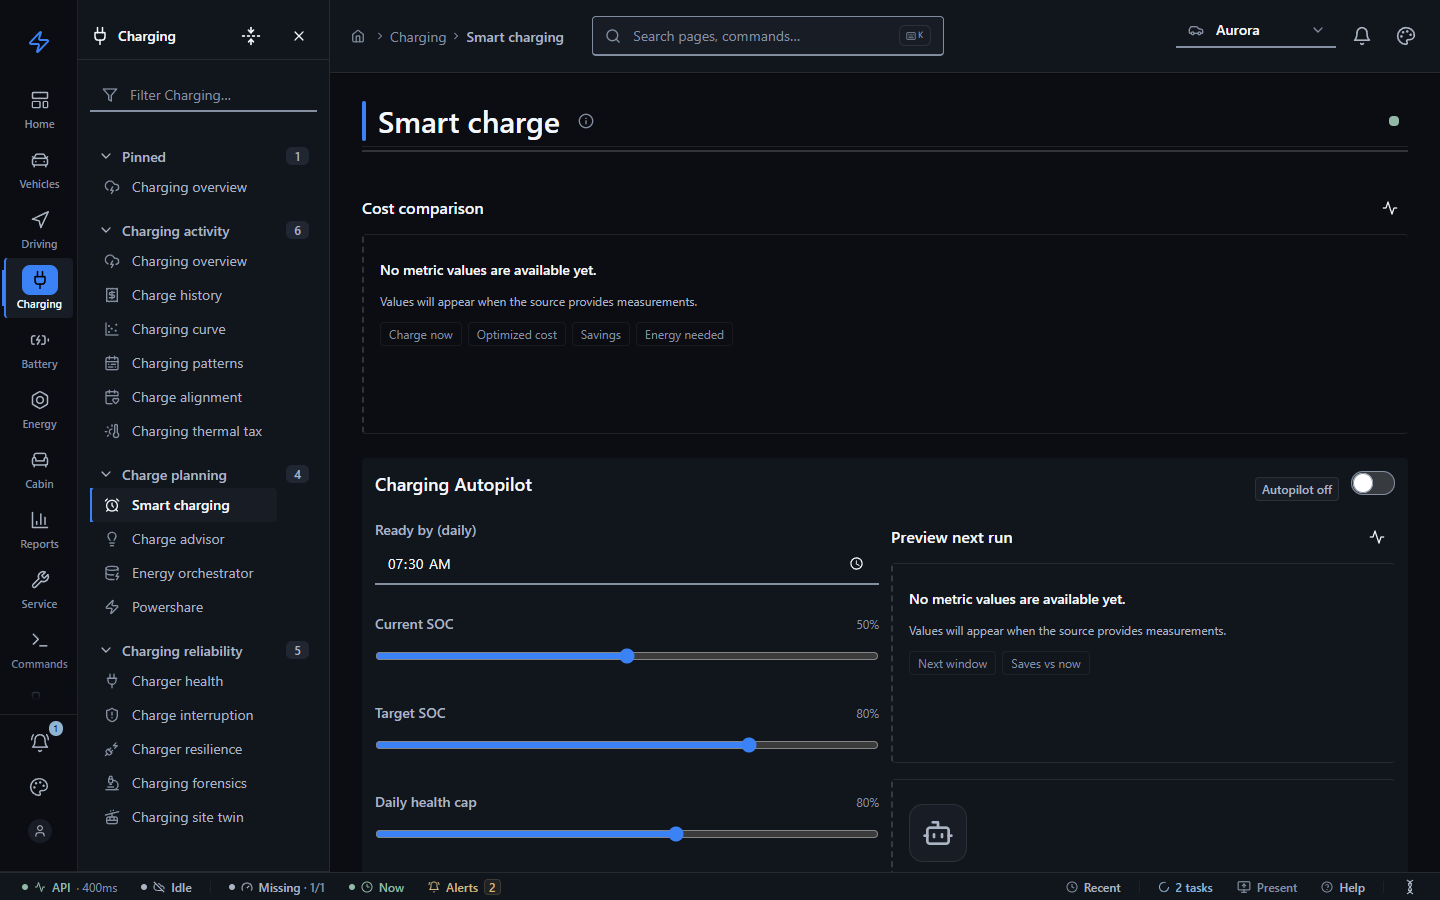 Home
Vehicles
Driving
Charging
Battery
Energy
Cabin
Reports
Service
Commands
1
Charging
Filter Charging...
Pinned 1
Charging overview
Charging activity 6
Charging overview
Charge history
Charging curve
Charging patterns
Charge alignment
Charging thermal tax
Charge planning 4
Smart charging
Charge advisor
Energy orchestrator
Powershare
Charging reliability 5
Charger health
Charge interruption
Charger resilience
Charging forensics
Charging site twin
Charging Smart charging
Search pages, commands... K
Aurora
Smart charge
Cost comparison
No metric values are available yet.
Values will appear when the source provides measurements.
Charge now Optimized cost Savings Energy needed
Charging Autopilot
Autopilot off
Ready by (daily)
07:30 AM
Current SOC 50%
Target SOC 80%
Daily health cap 80%
Preview next run
No metric values are available yet.
Values will appear when the source provides measurements.
Next window Saves vs now
API · 400ms Idle Missing · 1/1 Now Alerts 2 Recent 2 tasks Present Help